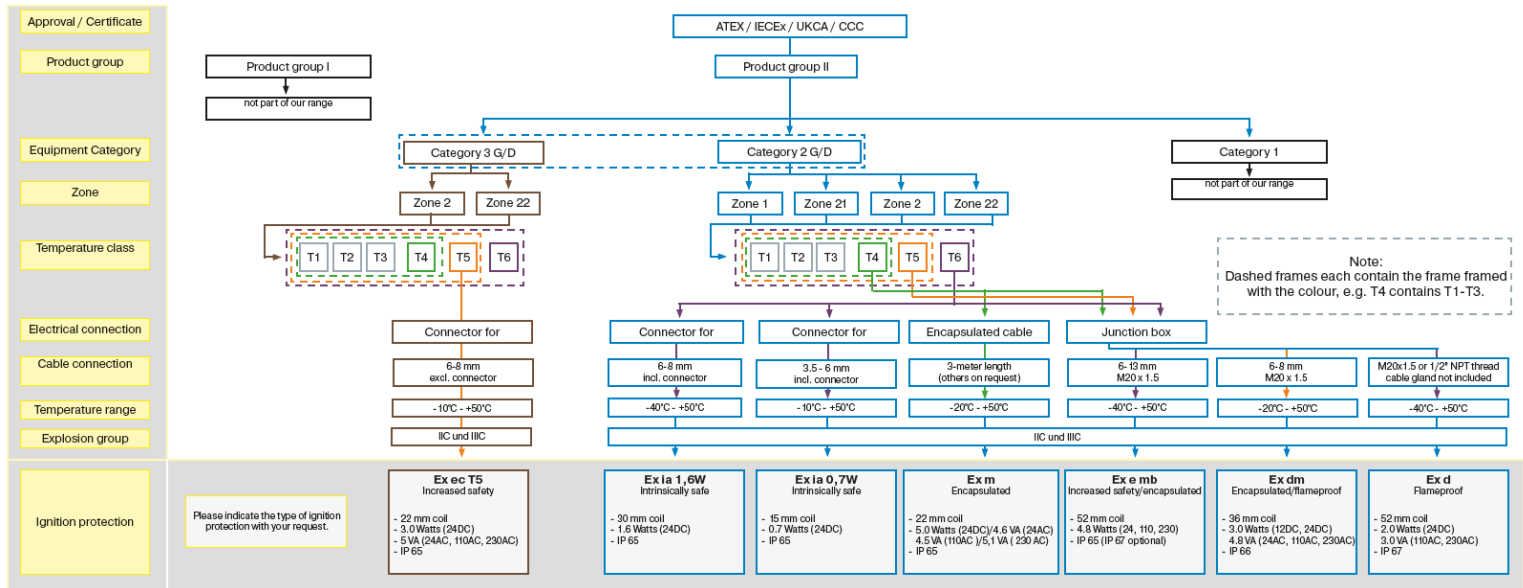 Approval / Certificate
ATEX / IECEx / UKCA / CCC
Product group
Product group I
Product group II
not part of our range
Equipment Category
Category 3 G/D
Category 2 G/D
Category 1
not part of our range
Zone
Zone 2
Zone 22
Zone 1
Zone 21
Zone 2
Zone 22
Temperature class
T1
T2
T3
T4
T5
T6
T1
T2
T3
T4
T5
T6
Note:
Dashed frames each contain the frame framed
with the colour, e.g. T4 contains T1-T3.
Electrical connection
Connector for
Connector for
Connector for
Encapsulated cable
Junction box
Cable connection
6-8 mm
excl. connector
6-8 mm
incl. connector
3.5 - 6 mm
incl. connector
3-meter length
(others on request)
6- 13 mm
M20 x 1.5
6-8 mm
M20 x 1.5
M20x1.5 or 1/2" NPT thread
cable gland not included
Temperature range
-10°C - +50°C
-40°C - +50°C
-10°C - +50°C
-20°C - +50°C
-40°C - +50°C
-20°C - +50°C
-40°C - +50°C
Explosion group
IIC und IIIC
IIC und IIIC
Ignition protection
Please indicate the type of ignition
protection with your request.
Ex ec T5
Increased safety
- 22 mm coil
- 3.0 Watts (24DC)
- 5 VA (24AC, 110AC, 230AC)
- IP 65
Ex ia 1,6W
Intrinsically safe
- 30 mm coil
- 1.6 Watts (24DC)
- IP 65
Ex ia 0,7W
Intrinsically safe
- 15 mm coil
- 0.7 Watts (24DC)
- IP 65
Ex m
Encapsulated
- 22 mm coil
- 5.0 Watts (24DC)/4.6 VA (24AC)
4.5 VA (110AC )/5,1 VA ( 230 AC)
- IP 65
Ex e mb
Increased safety/encapsulated
- 52 mm coil
- 4.8 Watts (24, 110, 230)
- IP 65 (IP 67 optional)
Ex dm
Encapsulated/flameproof
- 36 mm coil
- 3.0 Watts (12DC, 24DC)
4.8 VA (24AC, 110AC, 230AC)
- IP 66
Ex d
Flameproof
- 52 mm coil
- 2.0 Watts (24DC)
3.0 VA (110AC, 230AC)
- IP 67